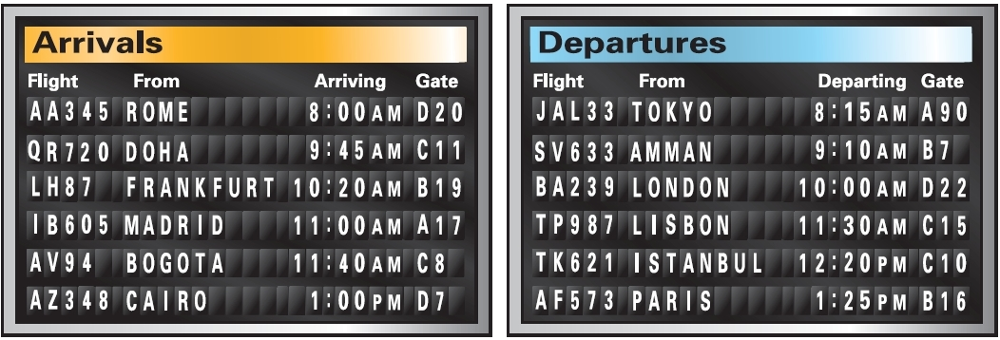 Arrivals
Flight From Arriving Gate
AA345 ROME 8:00AM D20
QR720 DOHA 9:45AM C11
LH87 FRANKFURT 10:20AM B19
IB605 MADRID 11:00AM A17
AV94 BOGOTA 11:40AM C8
AZ348 CAIRO 1:00PM D7
Departures
Flight From Departing Gate
JAL33 TOKYO 8:15AM A90
SV633 AMMAN 9:10AM B7
BA239 LONDON 10:00AM D22
TP987 LISBON 11:30AM C15
TK621 ISTANBUL 12:20PM C10
AF573 PARIS 1:25PM B16